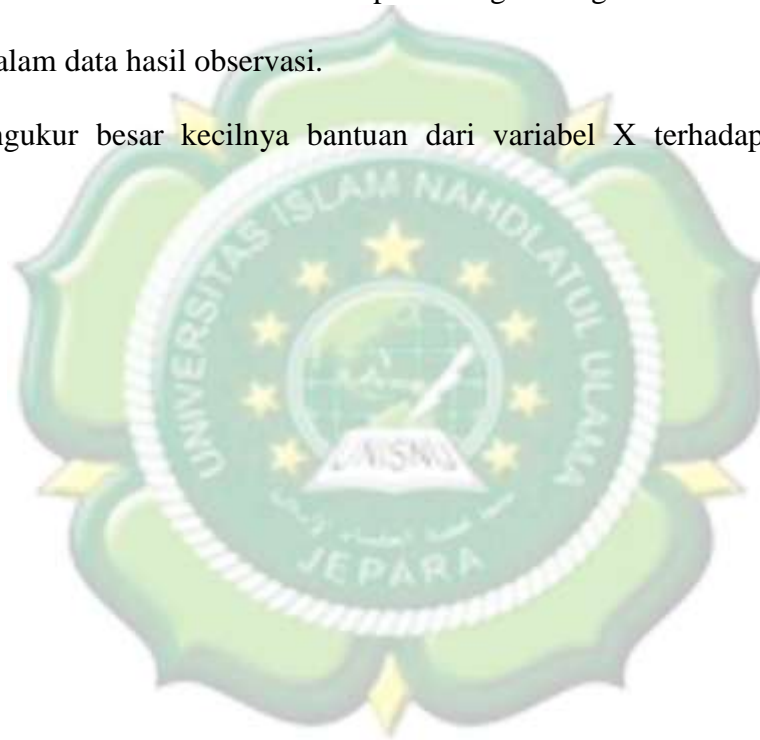 alam data hasil observasi.
ngukur besar kecilnya bantuan dari variabel X terhadap
UNIVERSITAS ISLAM NAHDLATUL ULAMA
UNISNU
JEPARA